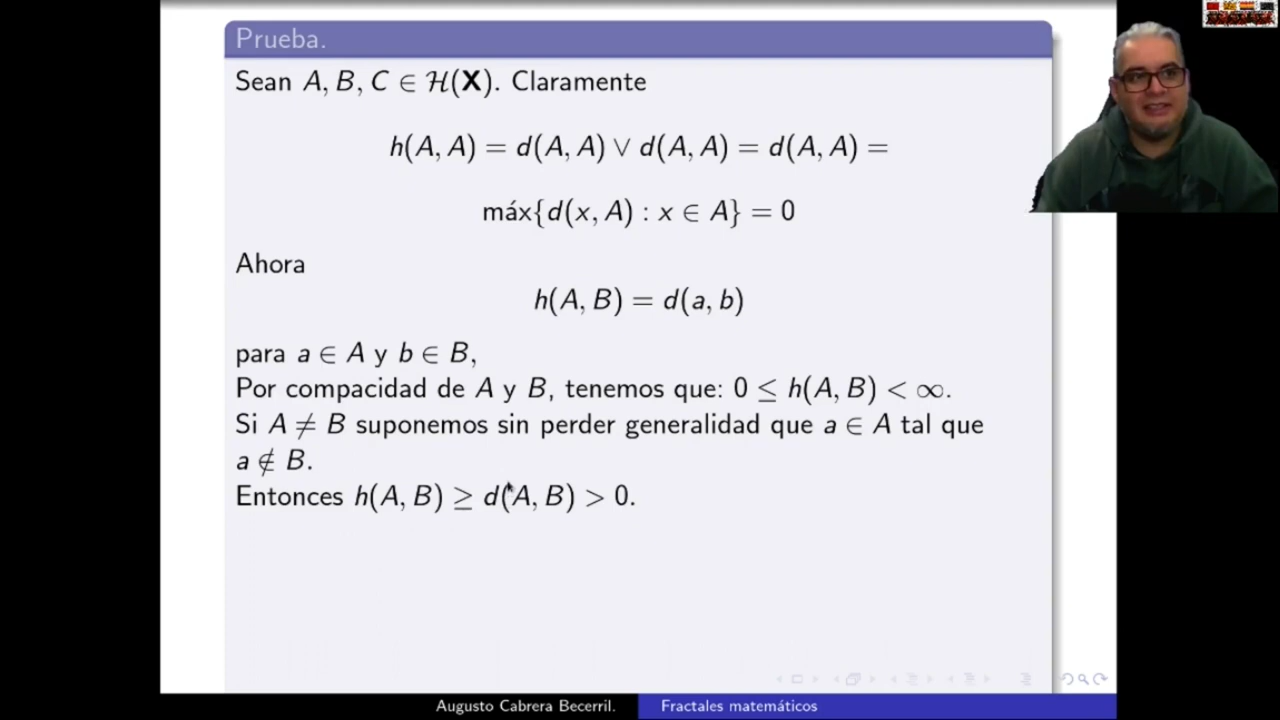 Prueba.
Sean A, B, C ∈ ℋ(X). Claramente
h(A, A) = d(A, A) ∨ d(A, A) = d(A, A) =
máx{d(x, A) : x ∈ A} = 0
Ahora
h(A, B) = d(a, b)
para a ∈ A y b ∈ B,
Por compacidad de A y B, tenemos que: 0 ≤ h(A, B) < ∞.
Si A ≠ B suponemos sin perder generalidad que a ∈ A tal que
a ∉ B.
Entonces h(A, B) ≥ d(A, B) > 0.
Augusto Cabrera Becerril. Fractales matemáticos